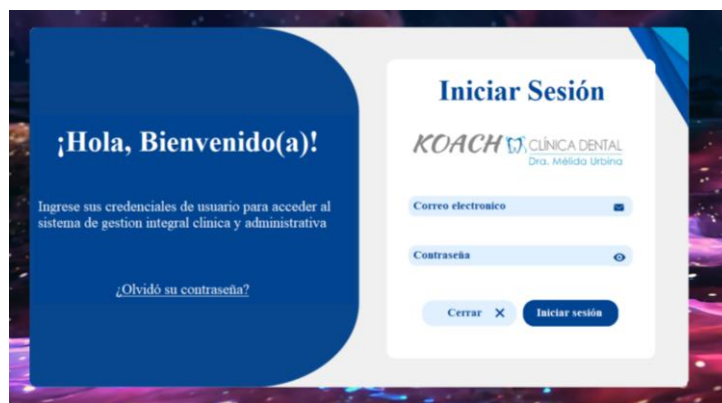 ¡Hola, Bienvenido(a)!
Ingrese sus credenciales de usuario para acceder al
sistema de gestion integral clinica y administrativa
¿Olvidó su contraseña?
Iniciar Sesión
KOACH CLÍNICA DENTAL
Dra. Mélida Urbina
Correo electronico
Contraseña
Cerrar
Iniciar sesión